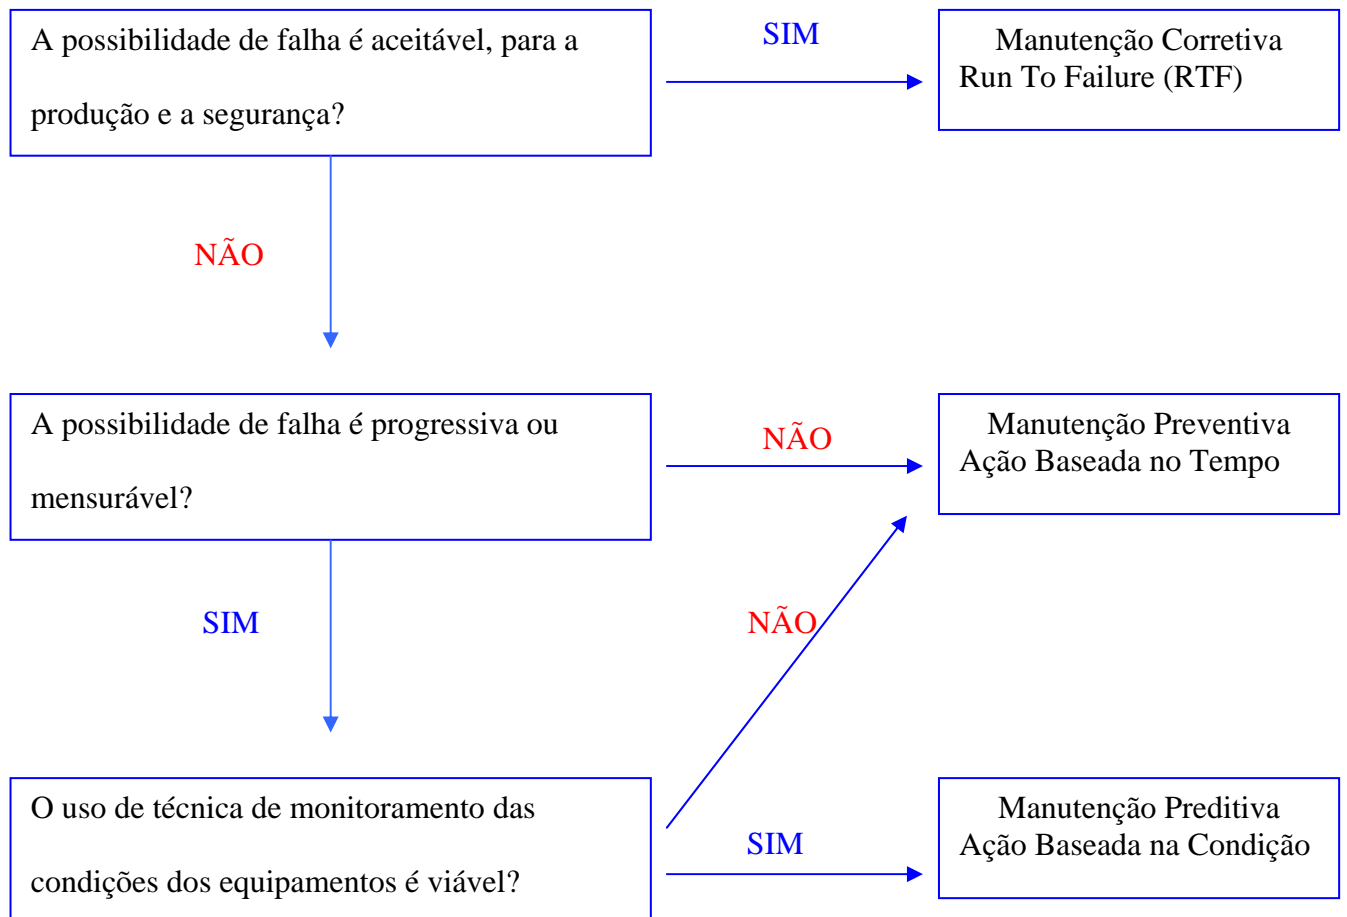 A possibilidade de falha é aceitável, para a
produção e a segurança?
SIM
Manutenção Corretiva
Run To Failure (RTF)
NÃO
A possibilidade de falha é progressiva ou
mensurável?
NÃO
Manutenção Preventiva
Ação Baseada no Tempo
SIM
NÃO
O uso de técnica de monitoramento das
condições dos equipamentos é viável?
SIM
Manutenção Preditiva
Ação Baseada na Condição